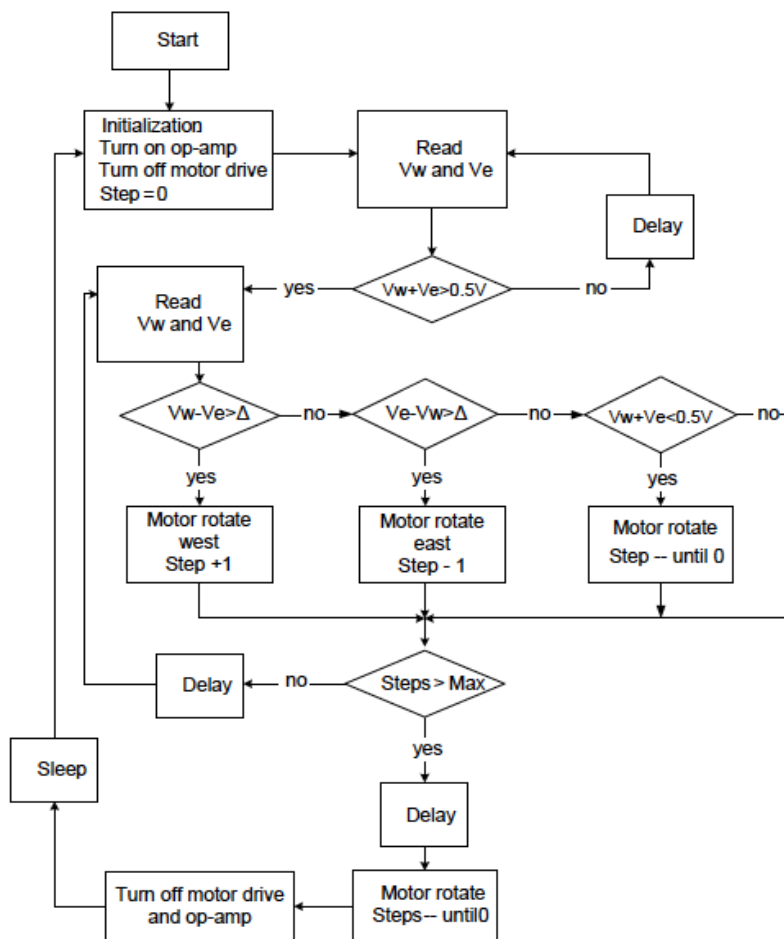 Start
Initialization
Turn on op-amp
Turn off motor drive
Step = 0
Read
Vw and Ve
Delay
Vw+Ve>0.5V
yes
no
Read
Vw and Ve
Vw-Ve>Δ
no
Ve-Vw>Δ
no
Vw+Ve<0.5V
no
yes
yes
yes
Motor rotate
west
Step +1
Motor rotate
east
Step - 1
Motor rotate
Step -- until 0
Steps > Max
no
Delay
yes
Sleep
Delay
Motor rotate
Steps-- until0
Turn off motor drive
and op-amp